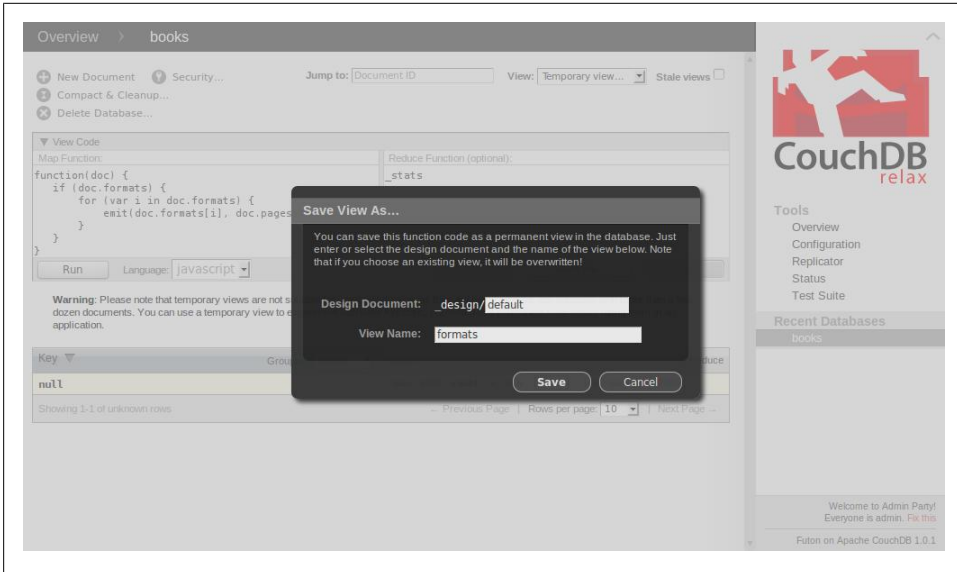 Overview > books
New Document Security...
Compact & Cleanup...
Delete Database...
Jump to: Document ID View: Temporary view... Stale views
View Code
Map Function: Reduce Function (optional):
function(doc) {
if (doc.formats) {
for (var i in doc.formats) {
emit(doc.formats[i], doc.pages
}
}
}
_stats
Run Language: javascript
Warning: Please note that temporary views are not
dozen documents. You can use a temporary view to
application.
Key Grou
null
Showing 1-1 of unknown rows ← Previous Page | Rows per page: 10 | Next Page →
Save View As...
You can save this function code as a permanent view in the database. Just
enter or select the design document and the name of the view below. Note
that if you choose an existing view, it will be overwritten!
Design Document: _design/default
View Name: formats
Save Cancel
CouchDB
relax
Tools
Overview
Configuration
Replicator
Status
Test Suite
Recent Databases
books
Welcome to Admin Party!
Everyone is admin. Fix this
Futon on Apache CouchDB 1.0.1